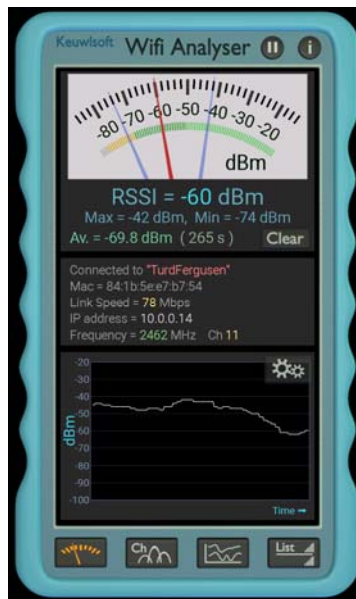 Keuwlsoft Wifi Analyser i
-80 -70 -60 -50 -40 -30 -20
dBm
RSSI = -60 dBm
Max = -42 dBm, Min = -74 dBm
Av. = -69.8 dBm ( 265 s ) Clear
Connected to "TurdFergusen"
Mac = 84:1b:5e:e7:b7:54
Link Speed = 78 Mbps
IP address = 10.0.0.14
Frequency = 2462 MHz Ch 11
-20
-30
-40
-50
-60
-70
-80
-90
-100
dBm
Time
Ch
List